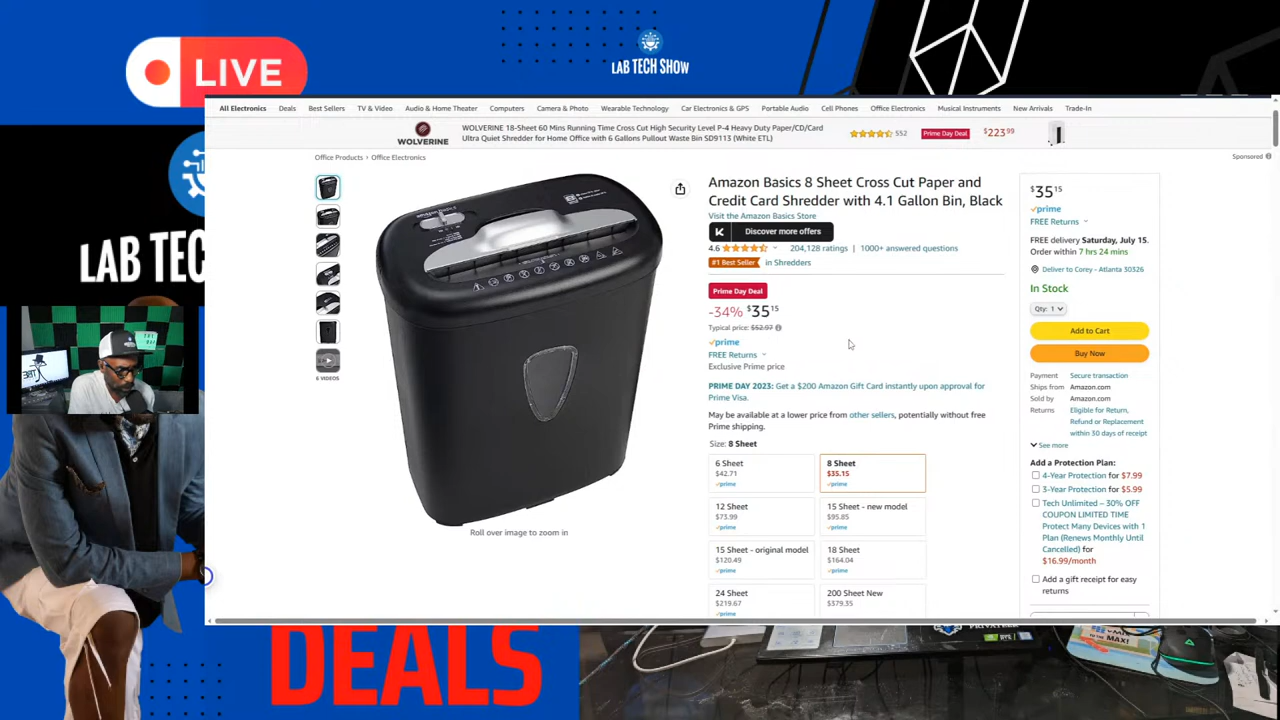 LIVE
LAB TECH SHOW
All Electronics Deals Best Sellers TV & Video Audio & Home Theater Computers Camera & Photo Wearable Technology Car Electronics & GPS Portable Audio Cell Phones Office Electronics Musical Instruments New Arrivals Trade-In
WOLVERINE
WOLVERINE 18-Sheet 60 Mins Running Time Cross Cut High Security Level P-4 Heavy Duty Paper/CD/Card
Ultra Quiet Shredder for Home Office with 6 Gallons Pullout Waste Bin SD9113 (White ETL)
552
Prime Day Deal
$223.99
Sponsored
Office Products › Office Electronics
LAB TEC
6 VIDEOS
Roll over image to zoom in
Amazon Basics 8 Sheet Cross Cut Paper and
Credit Card Shredder with 4.1 Gallon Bin, Black
Visit the Amazon Basics Store
K Discover more offers
4.6 204,128 ratings | 1000+ answered questions
#1 Best Seller in Shredders
Prime Day Deal
-34% $35.15
Typical price: $52.97
prime
FREE Returns
Exclusive Prime price
PRIME DAY 2023: Get a $200 Amazon Gift Card instantly upon approval for
Prime Visa.
May be available at a lower price from other sellers, potentially without free
Prime shipping.
Size: 8 Sheet
6 Sheet
$42.71
prime
8 Sheet
$35.15
prime
12 Sheet
$73.99
prime
15 Sheet - new model
$95.85
prime
15 Sheet - original model
$120.49
prime
18 Sheet
$164.04
prime
24 Sheet
$219.67
prime
200 Sheet New
$379.35
$35.15
prime
FREE Returns
FREE delivery Saturday, July 15.
Order within 7 hrs 24 mins
Deliver to Corey - Atlanta 30326
In Stock
Qty: 1
Add to Cart
Buy Now
Payment Secure transaction
Ships from Amazon.com
Sold by Amazon.com
Returns Eligible for Return,
Refund or Replacement
within 30 days of receipt
See more
Add a Protection Plan:
4-Year Protection for $7.99
3-Year Protection for $5.99
Tech Unlimited – 30% OFF
COUPON LIMITED TIME
Protect Many Devices with 1
Plan (Renews Monthly Until
Cancelled) for
$16.99/month
Add a gift receipt for easy
returns
DEALS